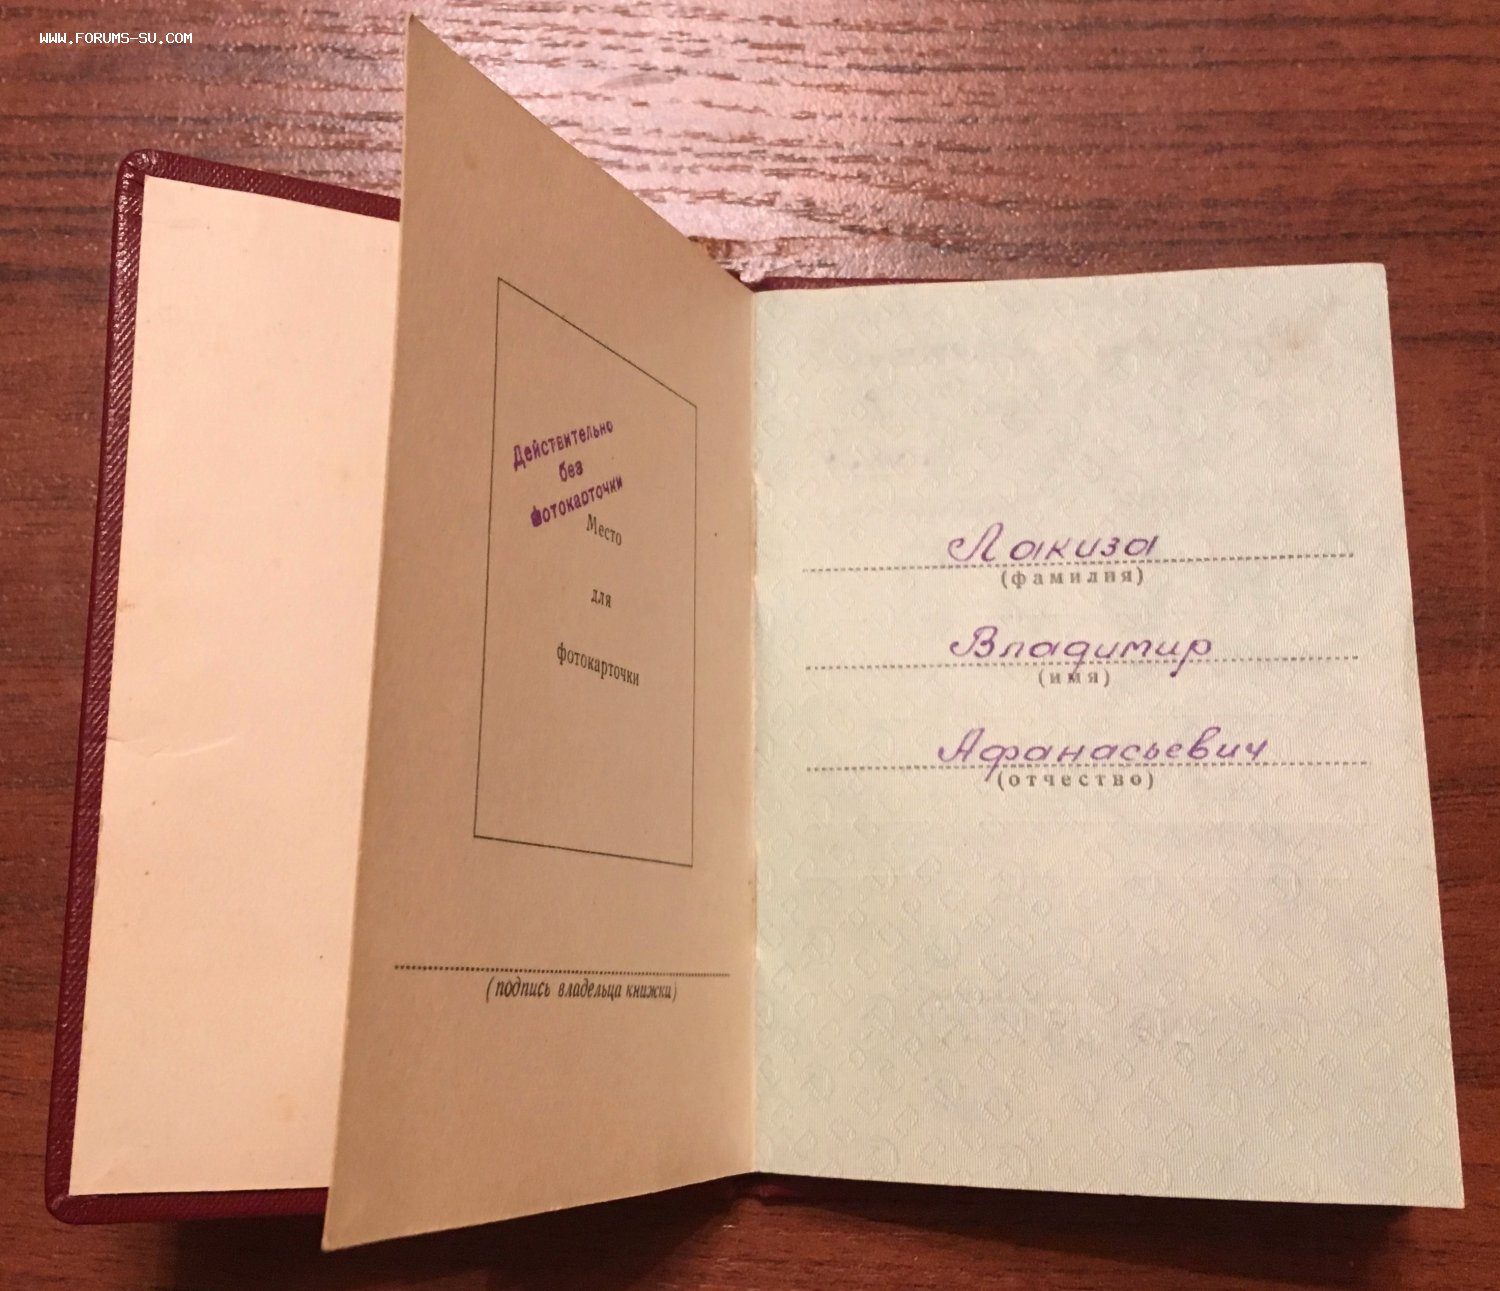 WWW.FORUMS-SU.COM
Действительно
без
фотокарточки
Место
для
фотокарточки
(подпись владельца книжки)
Лакиза
(фамилия)
Владимир
(имя)
Афанасьевич
(отчество)